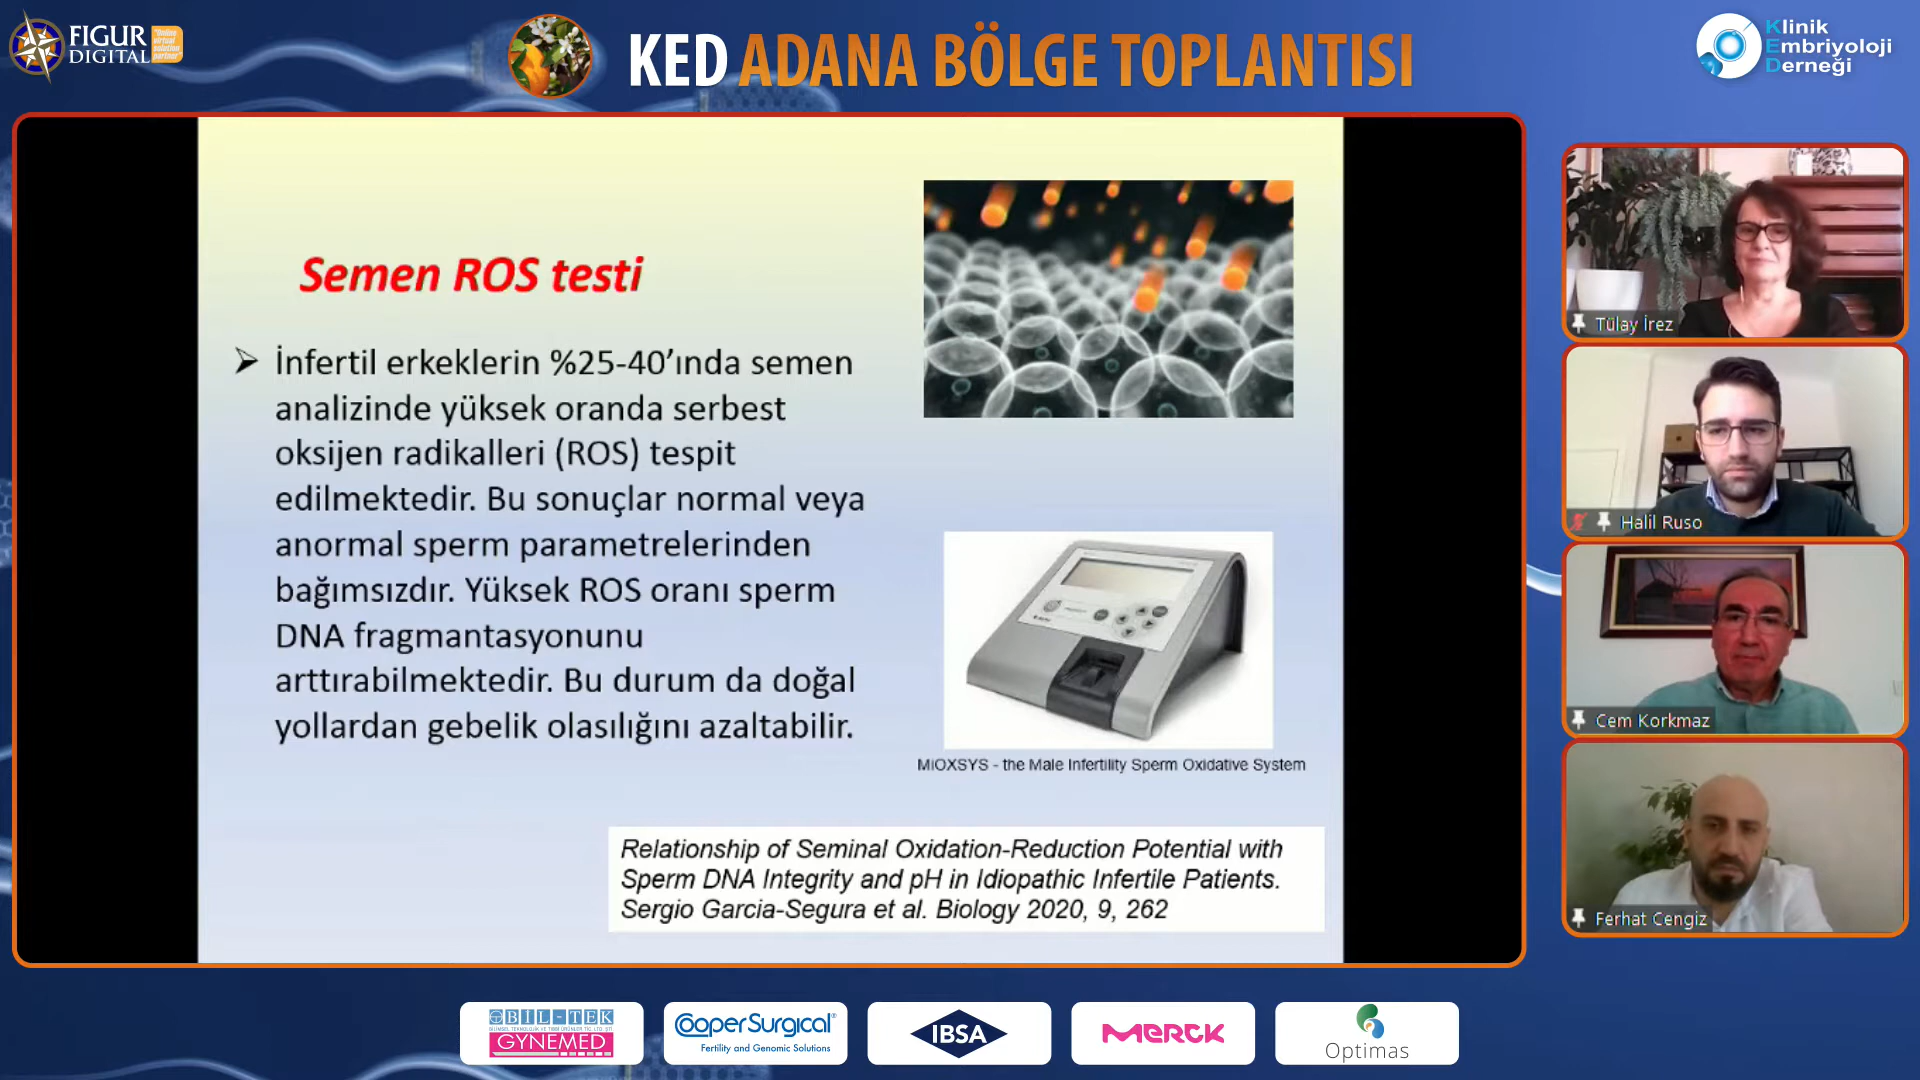 FIGUR
DIGITAL
"Online
virtual
solution
partner"
KED ADANA BÖLGE TOPLANTISI
Klinik
Embriyoloji
Derneği
Semen ROS testi
➢ İnfertil erkeklerin %25-40’ında semen
analizinde yüksek oranda serbest
oksijen radikalleri (ROS) tespit
edilmektedir. Bu sonuçlar normal veya
anormal sperm parametrelerinden
bağımsızdır. Yüksek ROS oranı sperm
DNA fragmantasyonunu
arttırabilmektedir. Bu durum da doğal
yollardan gebelik olasılığını azaltabilir.
MiOXSYS - the Male Infertility Sperm Oxidative System
Relationship of Seminal Oxidation-Reduction Potential with
Sperm DNA Integrity and pH in Idiopathic Infertile Patients.
Sergio Garcia-Segura et al. Biology 2020, 9, 262
Tülay İrez
Halil Ruso
Cem Korkmaz
Ferhat Cengiz
BİL-TEK
GYNEMED
CooperSurgical®
Fertility and Genomic Solutions
IBSA
MERCK
Optimas